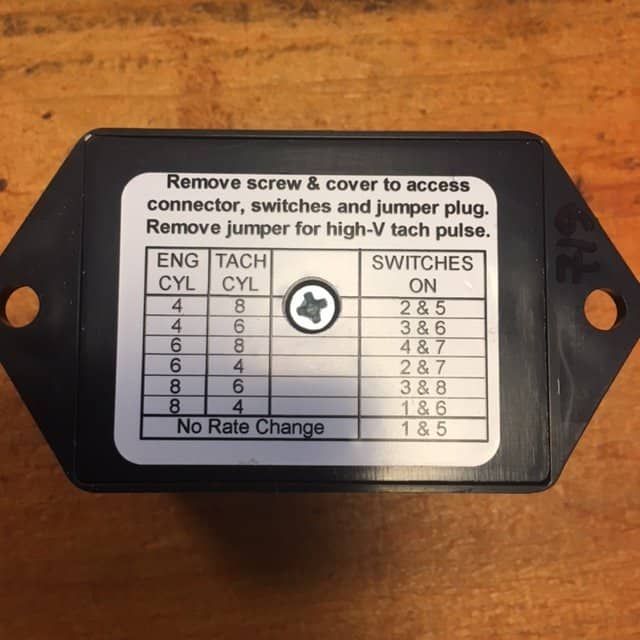 Remove screw & cover to access
connector, switches and jumper plug.
Remove jumper for high-V tach pulse.
ENG CYL TACH CYL SWITCHES ON
4 8 2 & 5
4 6 3 & 6
6 8 4 & 7
6 4 2 & 7
8 6 3 & 8
8 4 1 & 6
No Rate Change 1 & 5